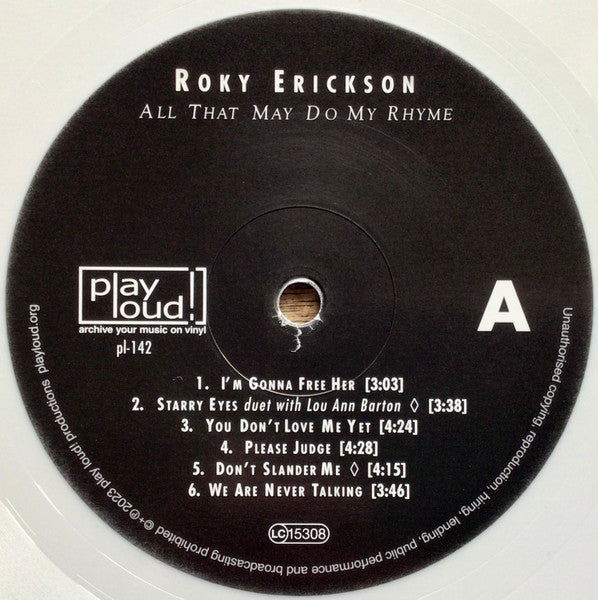 ROKY ERICKSON
ALL THAT MAY DO MY RHYME
play loud!
archive your music on vinyl
pl-142
A
1. I'M GONNA FREE HER [3:03]
2. STARRY EYES duet with Lou Ann Barton ◊ [3:38]
3. YOU DON'T LOVE ME YET [4:24]
4. PLEASE JUDGE [4:28]
5. DON'T SLANDER ME ◊ [4:15]
6. WE ARE NEVER TALKING [3:46]
LC 15308
Unauthorised copying, reproduction, hiring, lending, public performance and broadcasting prohibited ©+℗2023 play loud! productions playloud.org